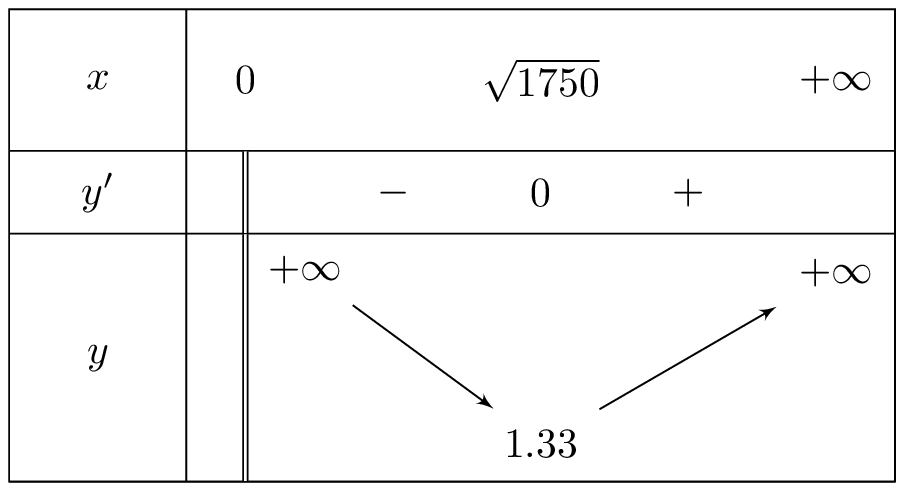 x 0 √1750 +∞
y′ − 0 +
+∞ +∞
y
1.33